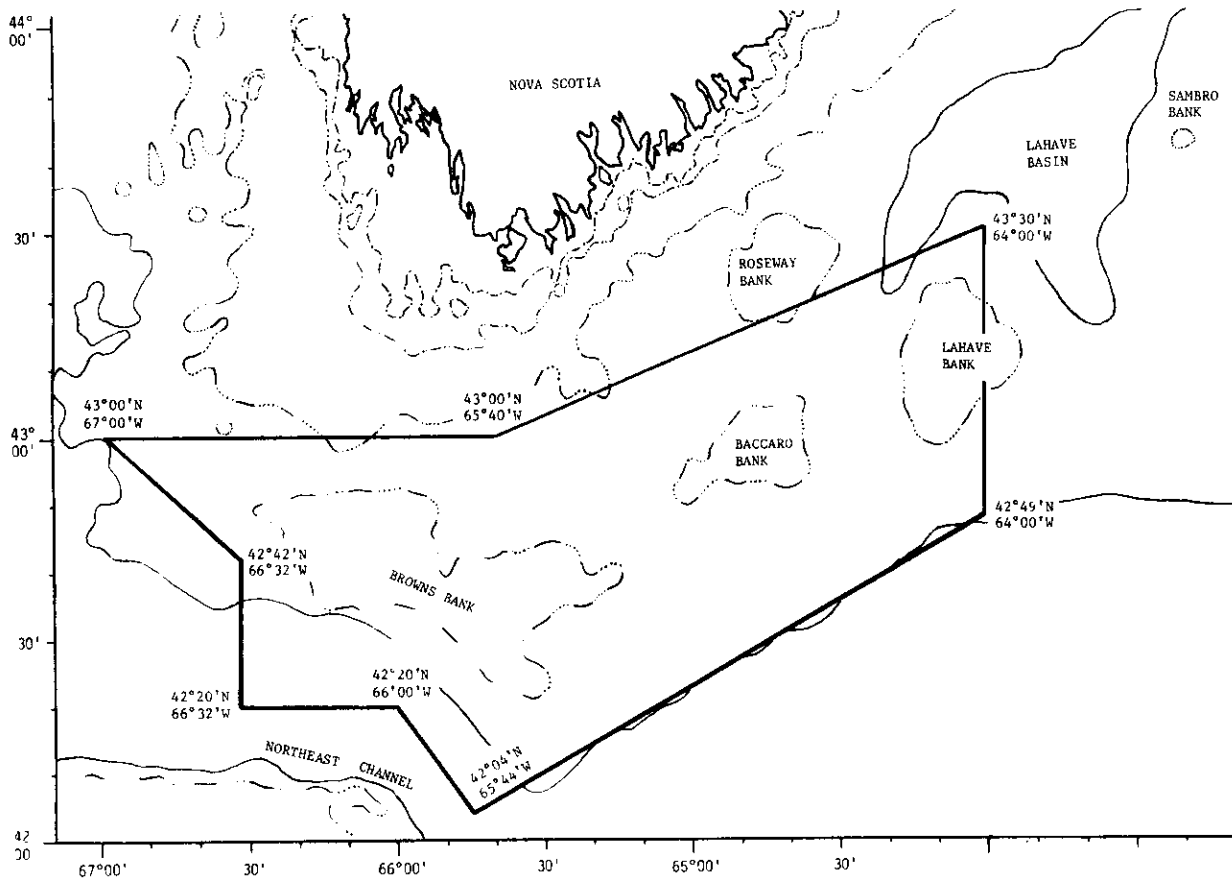 44°
00'
NOVA SCOTIA
SAMBRO
BANK
LAHAVE
BASIN
30'
43°30'N
64°00'W
ROSEWAY
BANK
LAHAVE
BANK
43°00'N
67°00'W
43°00'N
65°40'W
43°
00'
BACCARO
BANK
42°49'N
64°00'W
42°42'N
66°32'W
BROWNS BANK
30'
42°20'N
66°32'W
42°20'N
66°00'W
NORTHEAST CHANNEL
42°04'N
65°44'W
42
00
67°00'
30'
66°00'
30'
65°00'
30'